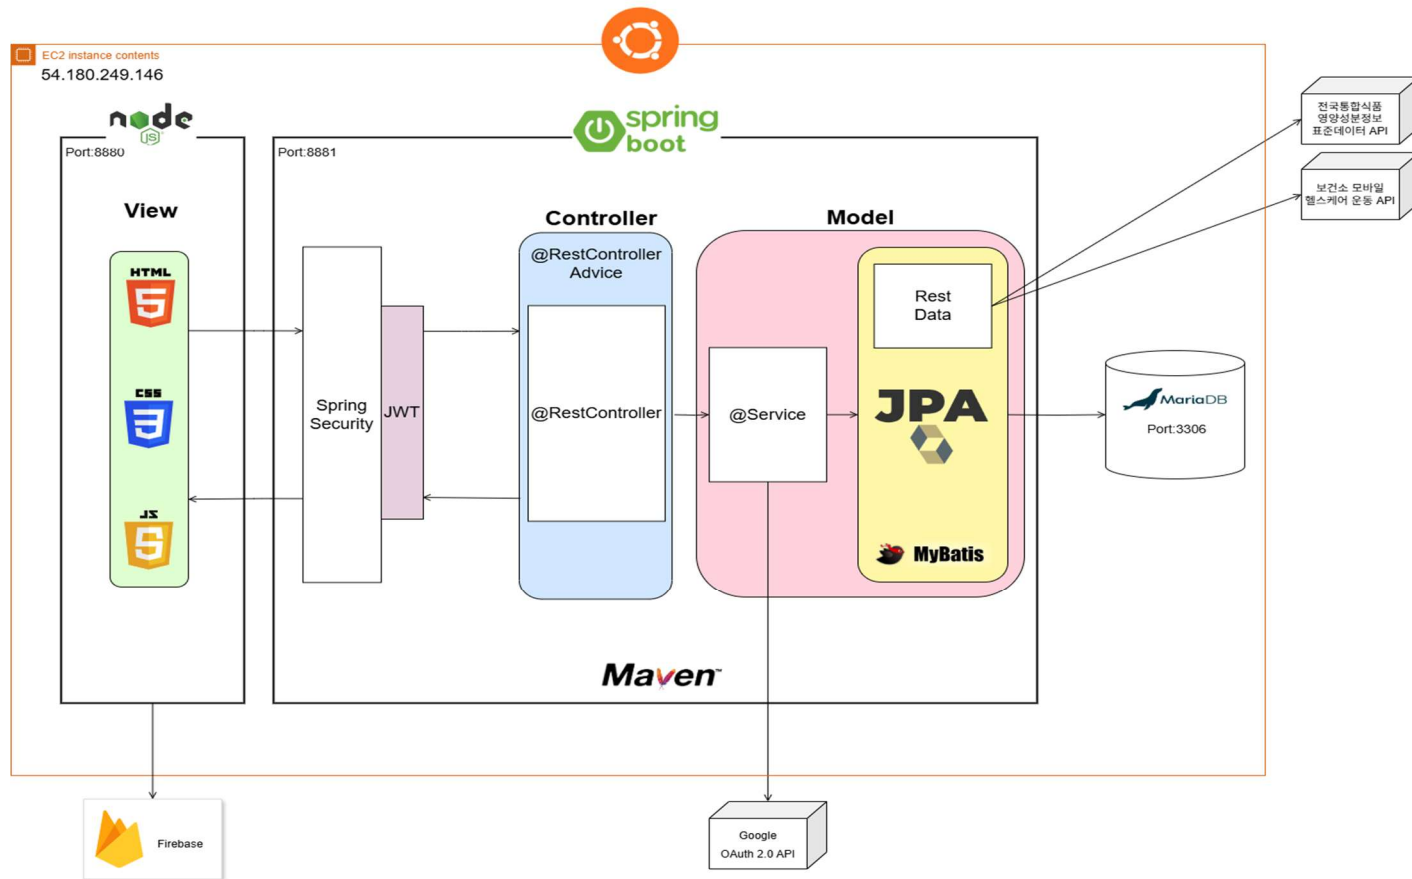 EC2 instance contents
54.180.249.146
node
JS
Port:8880
View
HTML
5
CSS
3
JS
5
Firebase
spring
boot
Port:8881
Spring
Security
JWT
Controller
@RestController
Advice
@RestController
Model
@Service
Rest
Data
JPA
MyBatis
Maven™
MariaDB
Port:3306
전국통합식품
영양성분정보
표준데이터 API
보건소 모바일
헬스케어 운동 API
Google
OAuth 2.0 API